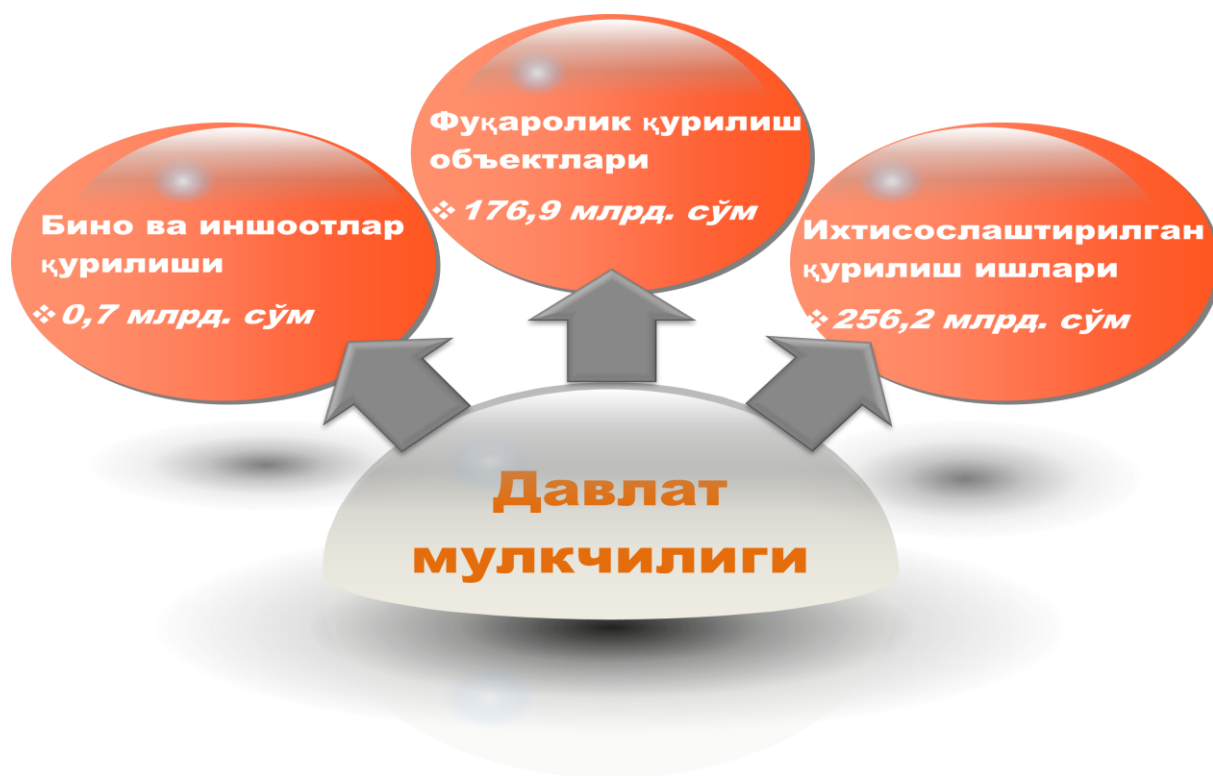 Фуқаролик қурилиш
объектлари
❖ 176,9 млрд. сўм
Бино ва иншоотлар
қурилиши
❖ 0,7 млрд. сўм
Ихтисослаштирилган
қурилиш ишлари
❖ 256,2 млрд. сўм
Давлат
мулкчилиги